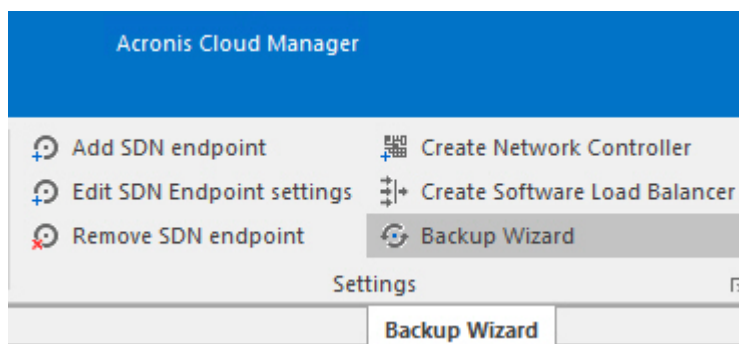 Acronis Cloud Manager
Add SDN endpoint
Edit SDN Endpoint settings
Remove SDN endpoint
Create Network Controller
Create Software Load Balancer
Backup Wizard
Settings
Backup Wizard